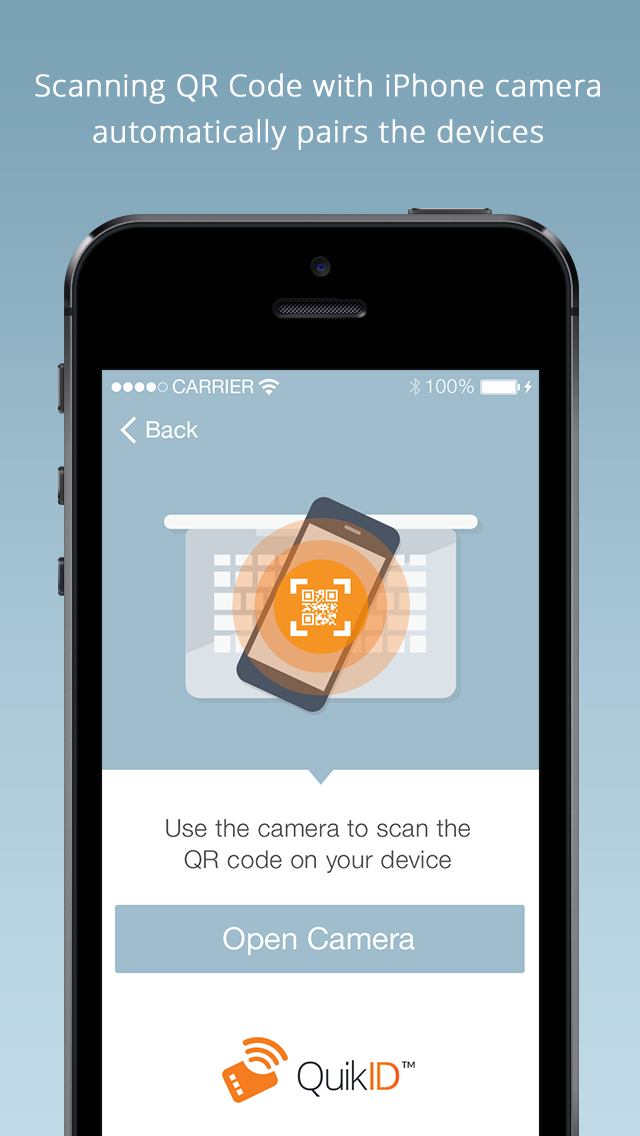 Scanning QR Code with iPhone camera
automatically pairs the devices
CARRIER 100%
Back
Use the camera to scan the
QR code on your device
Open Camera
QuikID™